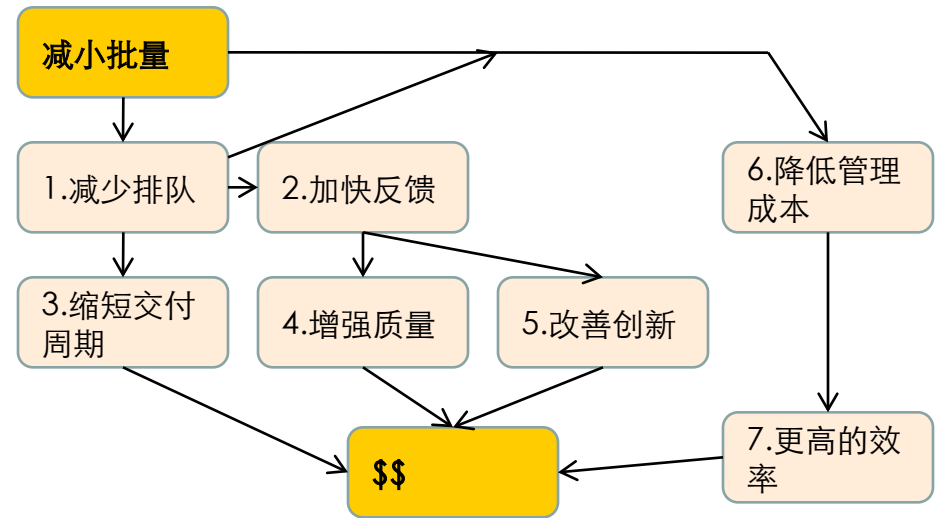 减小批量
1.减少排队
2.加快反馈
6.降低管理
成本
3.缩短交付
周期
4.增强质量
5.改善创新
7.更高的效
率
$$